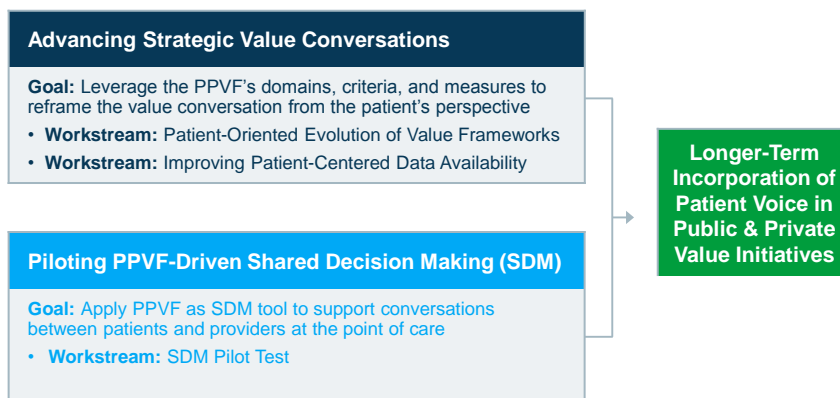 Advancing Strategic Value Conversations
Goal: Leverage the PPVF's domains, criteria, and measures to
reframe the value conversation from the patient's perspective
• Workstream: Patient-Oriented Evolution of Value Frameworks
• Workstream: Improving Patient-Centered Data Availability
Piloting PPVF-Driven Shared Decision Making (SDM)
Goal: Apply PPVF as SDM tool to support conversations
between patients and providers at the point of care
• Workstream: SDM Pilot Test
Longer-Term
Incorporation of
Patient Voice in
Public & Private
Value Initiatives